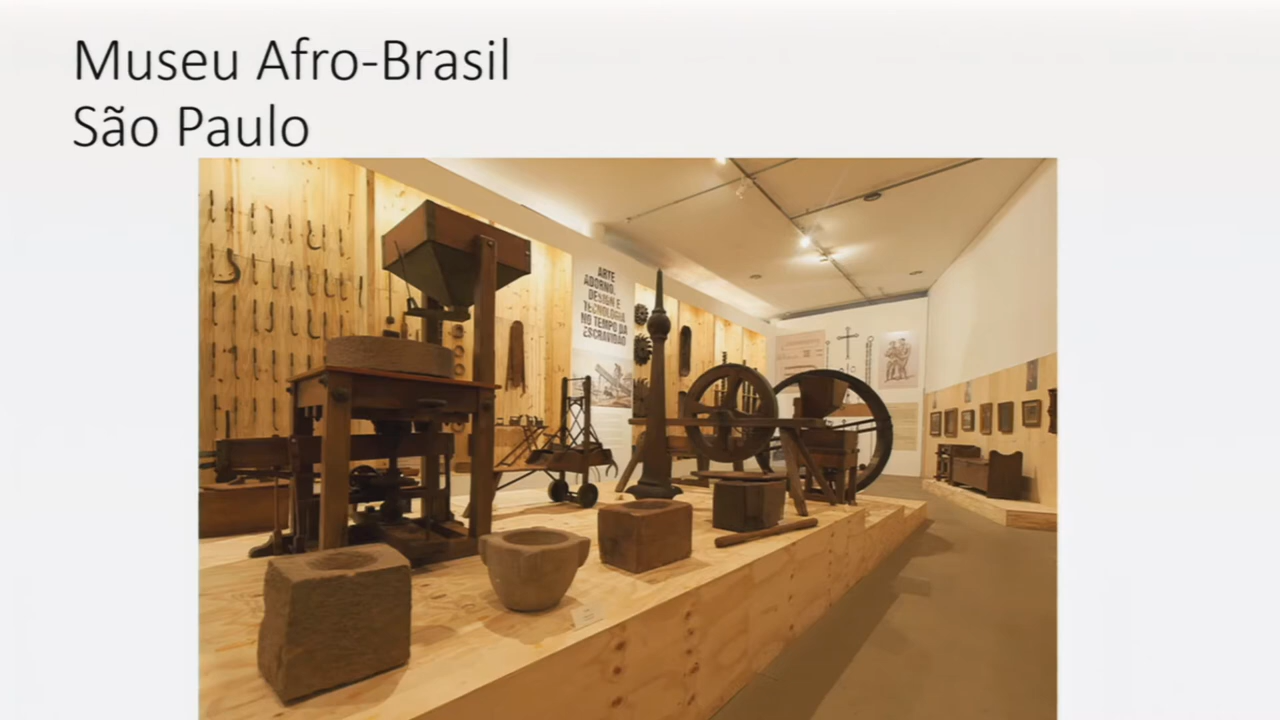 Museu Afro-Brasil
São Paulo
ARTE
ADORNO,
DESIGN E
TECNOLOGIA
NO TEMPO DA
ESCRAVIDÃO